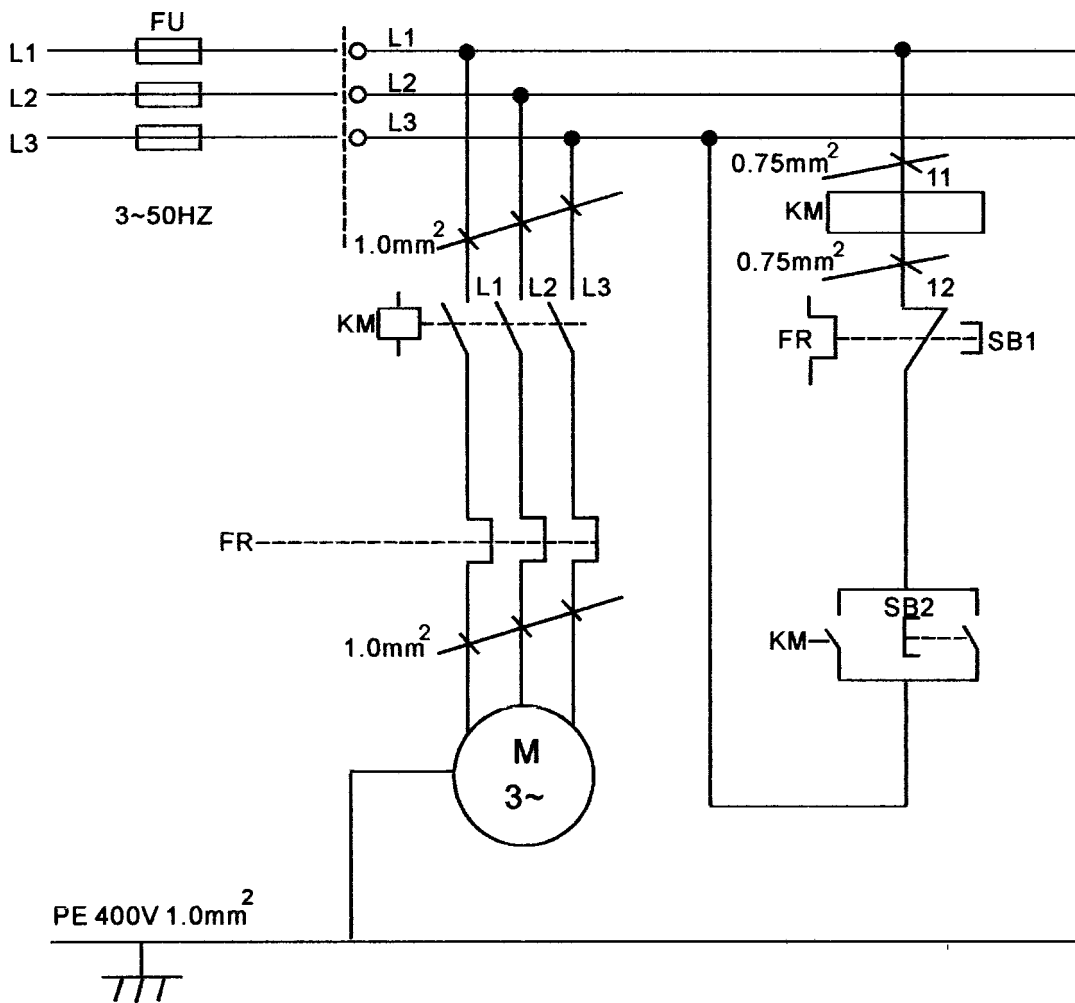 FU
L1 L1
L2 L2
L3 L3
3~50HZ
0.75mm²
11
KM
1.0mm²
0.75mm²
12
L1 L2 L3
KM
FR
SB1
FR
SB2
KM
1.0mm²
M
3~
PE 400V 1.0mm²